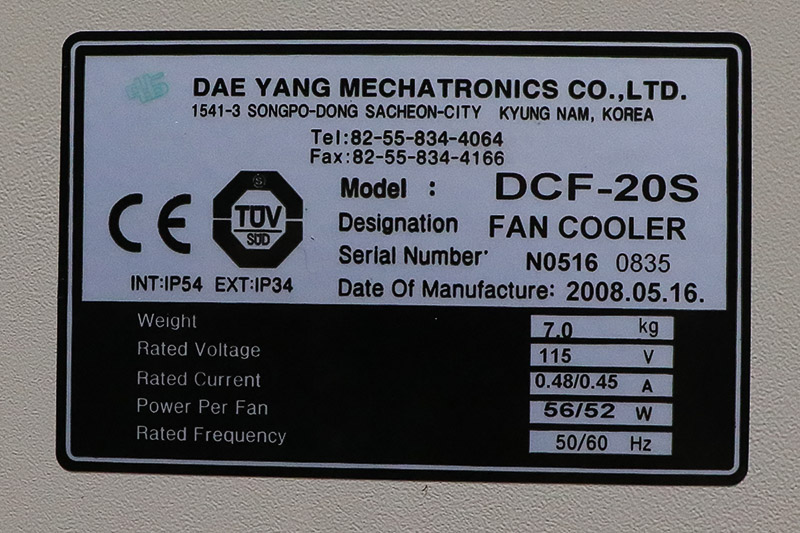 DAE YANG MECHATRONICS CO.,LTD.
1541-3 SONGPO-DONG SACHEON-CITY KYUNG NAM, KOREA
Tel:82-55-834-4064
Fax:82-55-834-4166
Model : DCF-20S
Designation FAN COOLER
Serial Number· N0516 0835
Date Of Manufacture: 2008.05.16.
CE
TÜV
SÜD
INT:IP54 EXT:IP34
Weight 7.0 kg
Rated Voltage 115 V
Rated Current 0.48/0.45 A
Power Per Fan 56/52 W
Rated Frequency 50/60 Hz